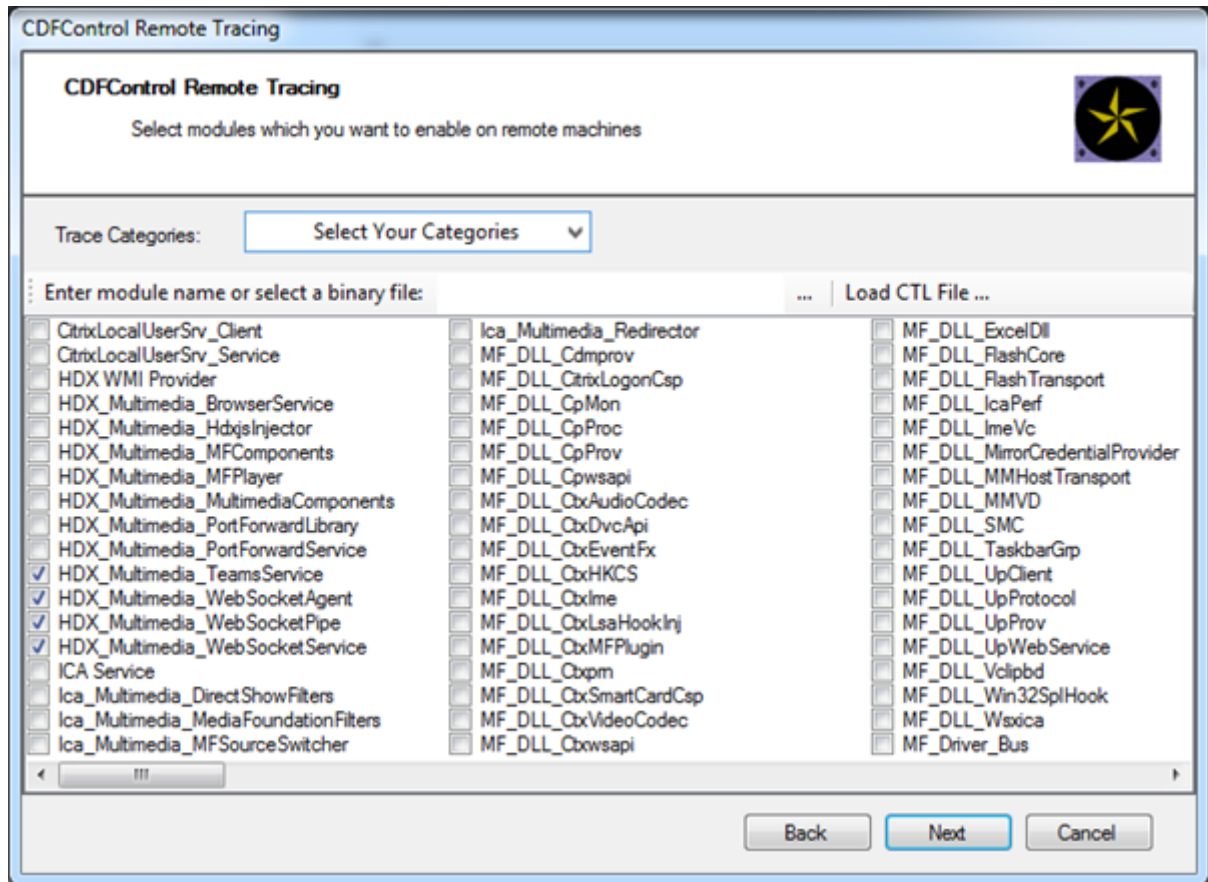 CDFControl Remote Tracing
CDFControl Remote Tracing
Select modules which you want to enable on remote machines
Trace Categories: Select Your Categories
Enter module name or select a binary file: ... Load CTL File ...
CitrixLocalUserSrv_Client
CitrixLocalUserSrv_Service
HDX WMI Provider
HDX_Multimedia_BrowserService
HDX_Multimedia_HdxjsInjector
HDX_Multimedia_MFComponents
HDX_Multimedia_MFPlayer
HDX_Multimedia_MultimediaComponents
HDX_Multimedia_PortForwardLibrary
HDX_Multimedia_PortForwardService
HDX_Multimedia_TeamsService
HDX_Multimedia_WebSocketAgent
HDX_Multimedia_WebSocketPipe
HDX_Multimedia_WebSocketService
ICA Service
Ica_Multimedia_DirectShowFilters
Ica_Multimedia_MediaFoundationFilters
Ica_Multimedia_MFSourceSwitcher
Ica_Multimedia_Redirector
MF_DLL_Cdmprov
MF_DLL_CitrixLogonCsp
MF_DLL_CpMon
MF_DLL_CpProc
MF_DLL_CpProv
MF_DLL_Cpwsapi
MF_DLL_CtxAudioCodec
MF_DLL_CtxDvcApi
MF_DLL_CtxEventFx
MF_DLL_CtxHKCS
MF_DLL_CtxIme
MF_DLL_CtxLsaHookInj
MF_DLL_CtxMFPlugin
MF_DLL_Ctxprn
MF_DLL_CtxSmartCardCsp
MF_DLL_CtxVideoCodec
MF_DLL_Ctxwsapi
MF_DLL_ExcelDll
MF_DLL_FlashCore
MF_DLL_FlashTransport
MF_DLL_IcaPerf
MF_DLL_ImeVc
MF_DLL_MirrorCredentialProvider
MF_DLL_MMHostTransport
MF_DLL_MMVD
MF_DLL_SMC
MF_DLL_TaskbarGrp
MF_DLL_UpClient
MF_DLL_UpProtocol
MF_DLL_UpProv
MF_DLL_UpWebService
MF_DLL_Vclipbd
MF_DLL_Win32SplHook
MF_DLL_Wsxica
MF_Driver_Bus
Back Next Cancel